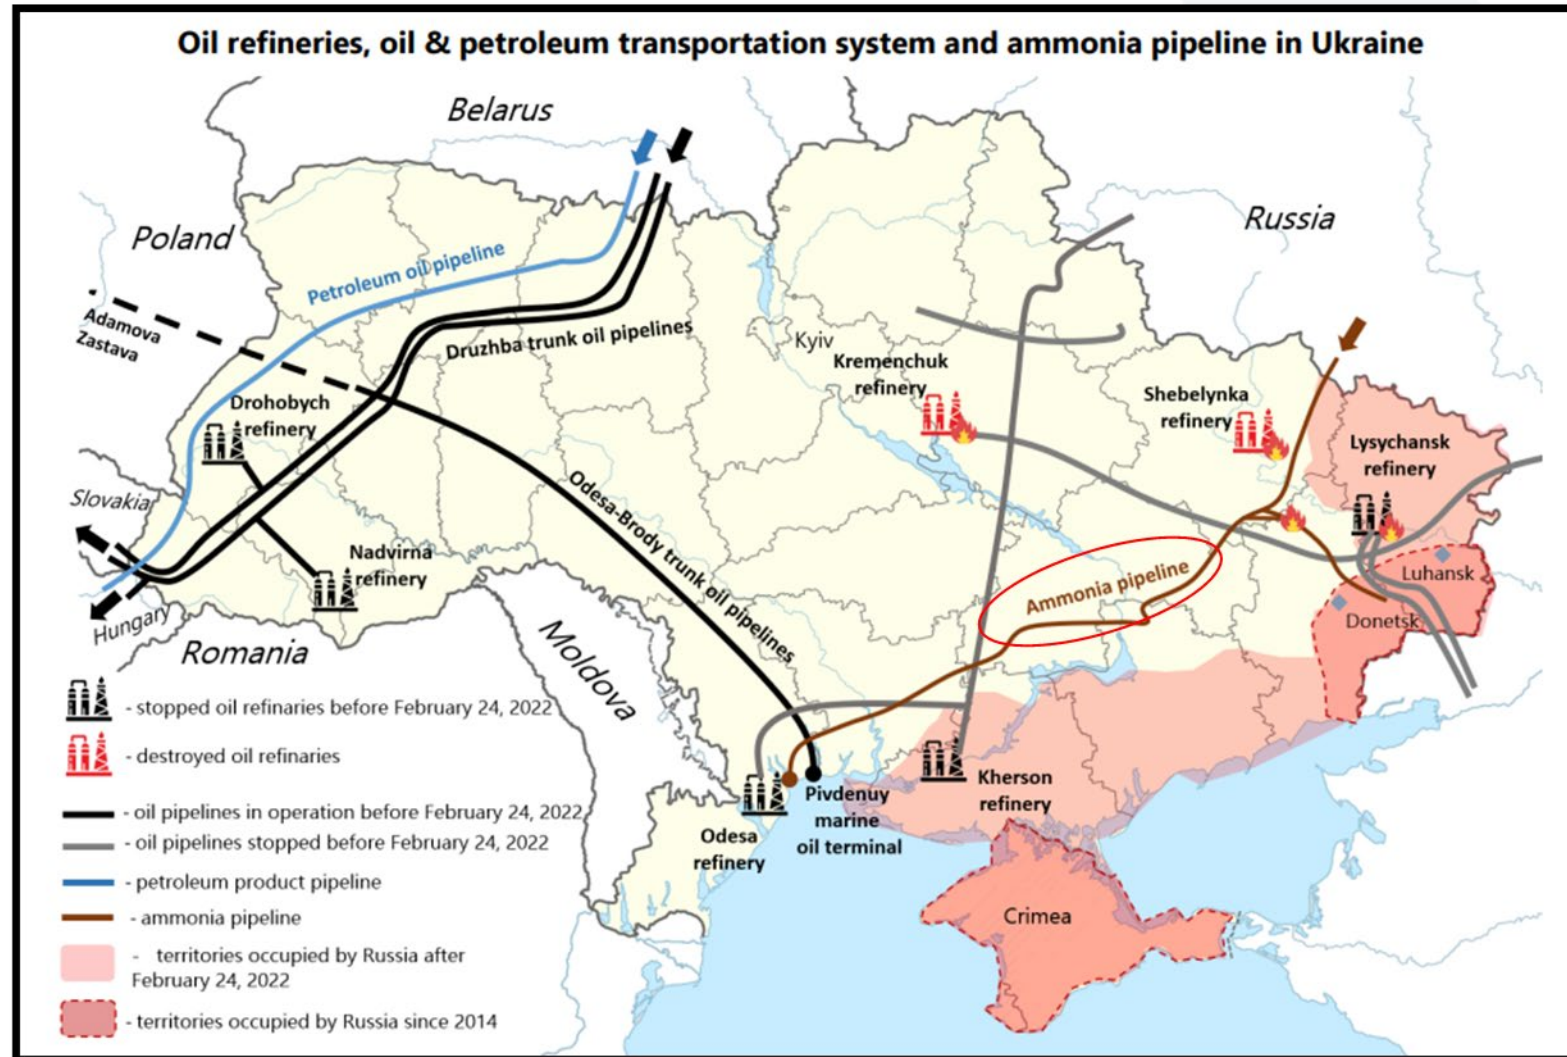 Oil refineries, oil & petroleum transportation system and ammonia pipeline in Ukraine
Belarus
Poland
Russia
Petroleum oil pipeline
Adamova
Zastava
Druzhba trunk oil pipelines
Kyiv
Kremenchuk
refinery
Shebelynka
refinery
Drohobych
refinery
Lysychansk
refinery
Slovakia
Odesa-Brody trunk oil pipelines
Nadvirna
refinery
Ammonia pipeline
Luhansk
Donetsk
Hungary
Romania
Moldova
Kherson
refinery
Pivdenuy
marine
oil terminal
Odesa
refinery
Crimea
- stopped oil refinaries before February 24, 2022
- destroyed oil refinaries
- oil pipelines in operation before February 24, 2022
- oil pipelines stopped before February 24, 2022
- petroleum product pipeline
- ammonia pipeline
- territories occupied by Russia after
February 24, 2022
- territories occupied by Russia since 2014